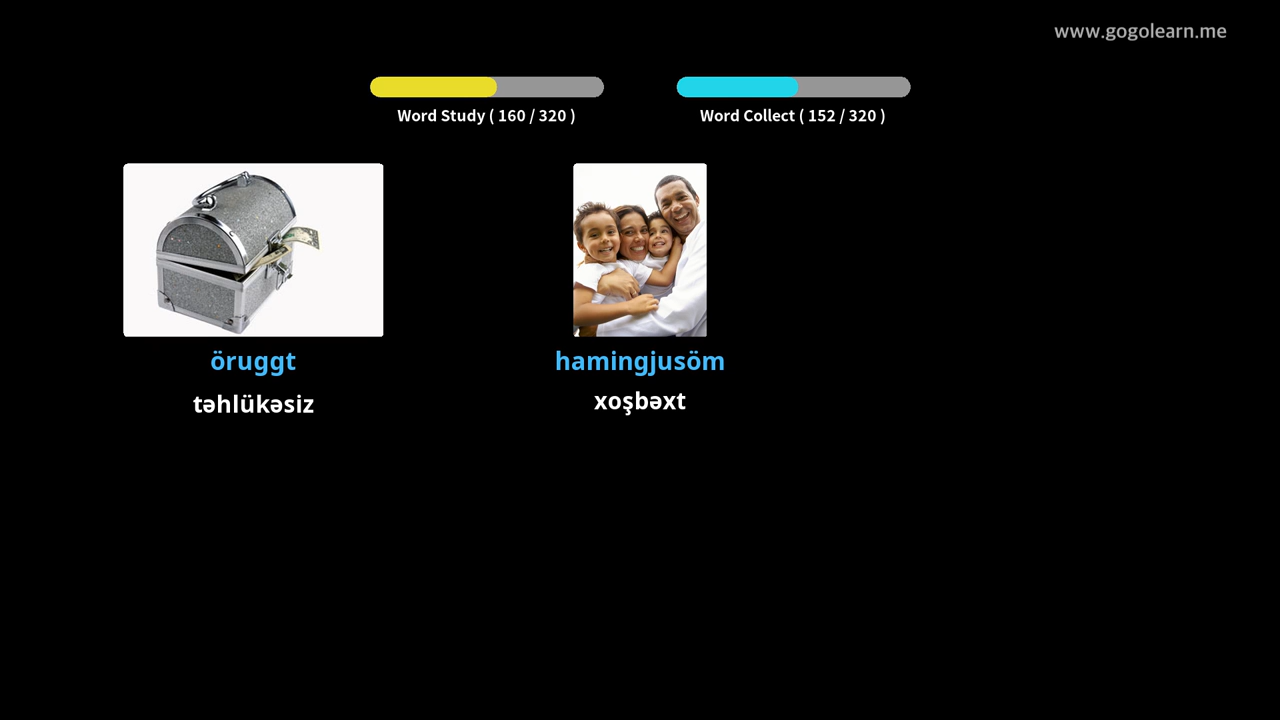 www.gogolearn.me
Word Study ( 160 / 320 )
Word Collect ( 152 / 320 )
öruggt
təhlükəsiz
hamingjusöm
xoşbəxt